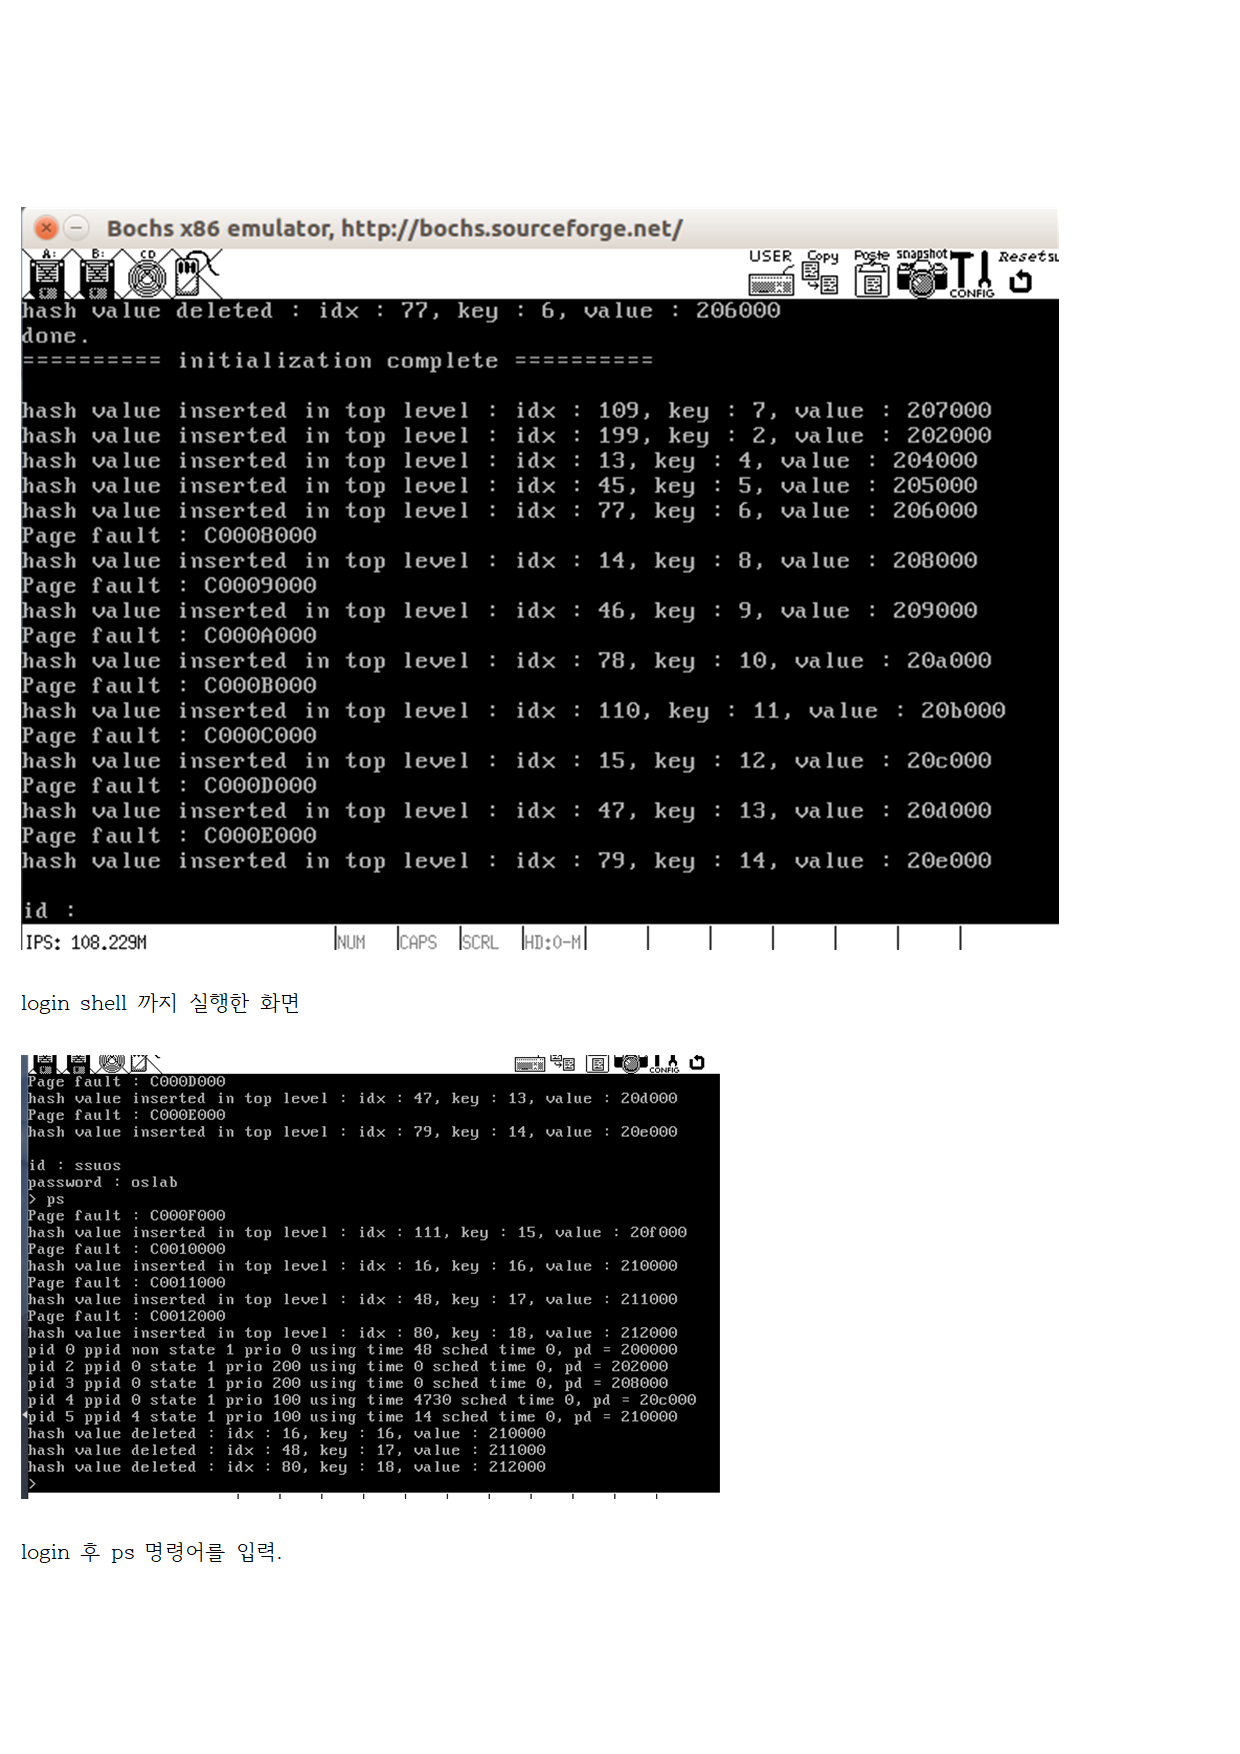 Bochs x86 emulator, http://bochs.sourceforge.net/
A: B: CD USER Copy Paste snapshot CONFIG Reset
hash value deleted : idx : 77, key : 6, value : 206000
done.
========== initialization complete ==========
hash value inserted in top level : idx : 109, key : 7, value : 207000
hash value inserted in top level : idx : 199, key : 2, value : 202000
hash value inserted in top level : idx : 13, key : 4, value : 204000
hash value inserted in top level : idx : 45, key : 5, value : 205000
hash value inserted in top level : idx : 77, key : 6, value : 206000
Page fault : C0008000
hash value inserted in top level : idx : 14, key : 8, value : 208000
Page fault : C0009000
hash value inserted in top level : idx : 46, key : 9, value : 209000
Page fault : C000A000
hash value inserted in top level : idx : 78, key : 10, value : 20a000
Page fault : C000B000
hash value inserted in top level : idx : 110, key : 11, value : 20b000
Page fault : C000C000
hash value inserted in top level : idx : 15, key : 12, value : 20c000
Page fault : C000D000
hash value inserted in top level : idx : 47, key : 13, value : 20d000
Page fault : C000E000
hash value inserted in top level : idx : 79, key : 14, value : 20e000
id :
IPS: 108.229M NUM CAPS SCRL HD:0-M
login shell 까지 실행한 화면
CONFIG
Page fault : C000D000
hash value inserted in top level : idx : 47, key : 13, value : 20d000
Page fault : C000E000
hash value inserted in top level : idx : 79, key : 14, value : 20e000
id : ssuos
password : oslab
> ps
Page fault : C000F000
hash value inserted in top level : idx : 111, key : 15, value : 20f000
Page fault : C0010000
hash value inserted in top level : idx : 16, key : 16, value : 210000
Page fault : C0011000
hash value inserted in top level : idx : 48, key : 17, value : 211000
Page fault : C0012000
hash value inserted in top level : idx : 80, key : 18, value : 212000
pid 0 ppid non state 1 prio 0 using time 48 sched time 0, pd = 200000
pid 2 ppid 0 state 1 prio 200 using time 0 sched time 0, pd = 202000
pid 3 ppid 0 state 1 prio 200 using time 0 sched time 0, pd = 208000
pid 4 ppid 0 state 1 prio 100 using time 4730 sched time 0, pd = 20c000
pid 5 ppid 4 state 1 prio 100 using time 14 sched time 0, pd = 210000
hash value deleted : idx : 16, key : 16, value : 210000
hash value deleted : idx : 48, key : 17, value : 211000
hash value deleted : idx : 80, key : 18, value : 212000
>
login 후 ps 명령어를 입력.